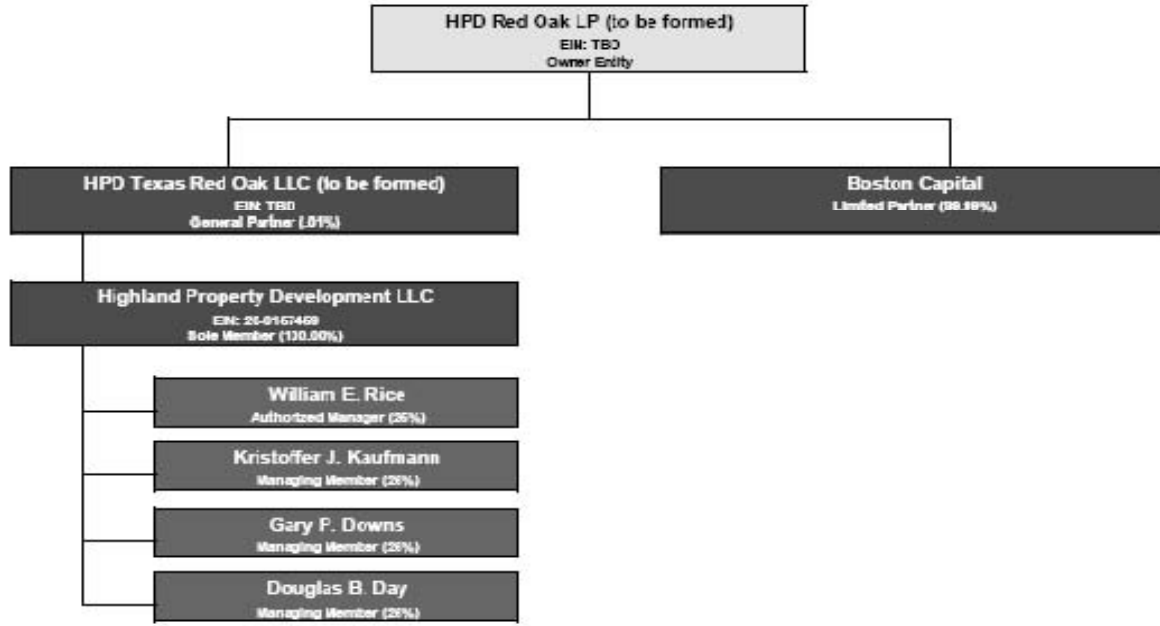 HPD Red Oak LP (to be formed)
EIN: TBD
Owner Entity
HPD Texas Red Oak LLC (to be formed)
EIN: TBD
General Partner (.01%)
Boston Capital
Limited Partner (99.99%)
Highland Property Development LLC
EIN:
Sole Member (100.00%)
William E. Rice
Authorized Manager (25%)
Kristoffer J. Kaufmann
Managing Member (25%)
Gary P. Downs
Managing Member (25%)
Douglas B. Day
Managing Member (25%)